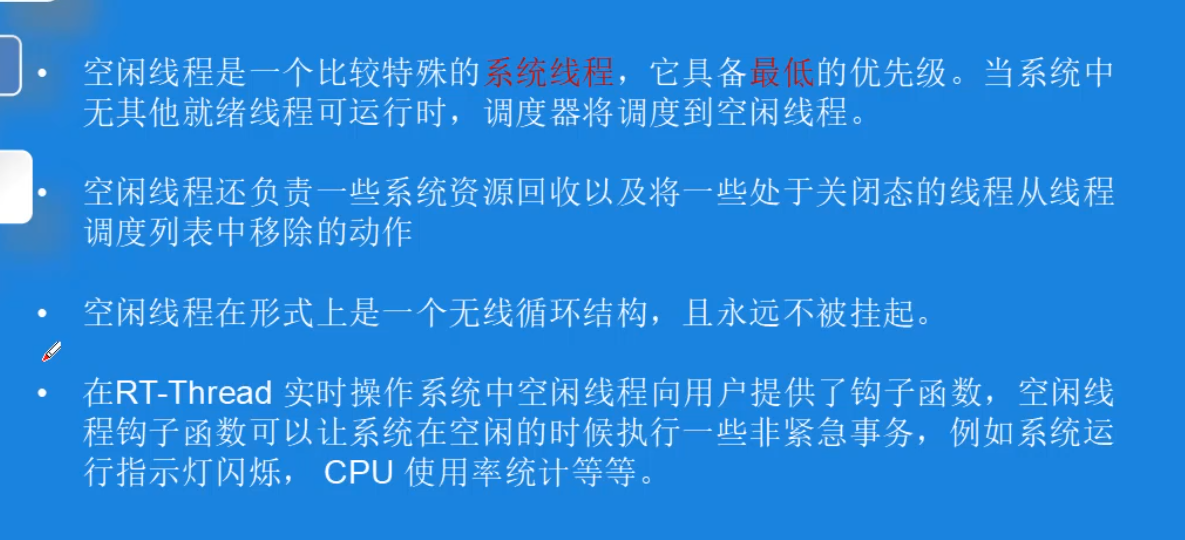 • 空闲线程是一个比较特殊的系统线程，它具备最低的优先级。当系统中
无其他就绪线程可运行时，调度器将调度到空闲线程。
• 空闲线程还负责一些系统资源回收以及将一些处于关闭态的线程从线程
调度列表中移除的动作
• 空闲线程在形式上是一个无线循环结构，且永远不被挂起。
• 在RT-Thread 实时操作系统中空闲线程向用户提供了钩子函数，空闲线
程钩子函数可以让系统在空闲的时候执行一些非紧急事务，例如系统运
行指示灯闪烁， CPU 使用率统计等等。